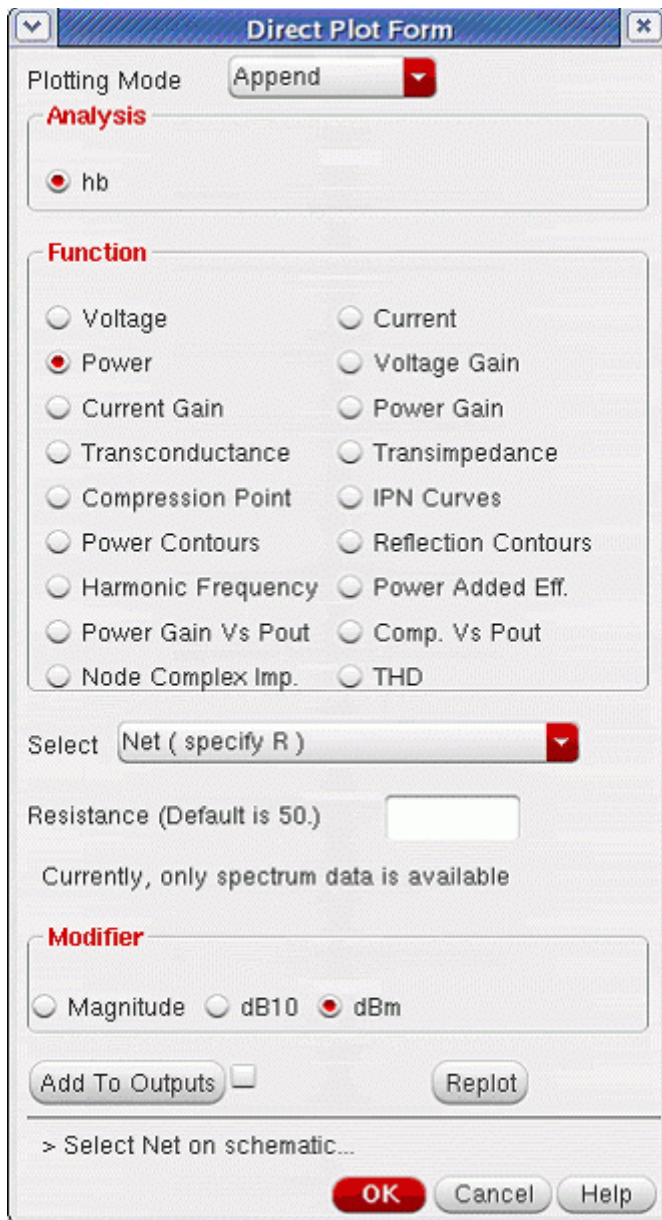 Direct Plot Form
Plotting Mode Append
Analysis
hb
Function
Voltage Current
Power Voltage Gain
Current Gain Power Gain
Transconductance Transimpedance
Compression Point IPN Curves
Power Contours Reflection Contours
Harmonic Frequency Power Added Eff.
Power Gain Vs Pout Comp. Vs Pout
Node Complex Imp. THD
Select Net ( specify R )
Resistance (Default is 50.)
Currently, only spectrum data is available
Modifier
Magnitude dB10 dBm
Add To Outputs Replot
> Select Net on schematic...
OK Cancel Help